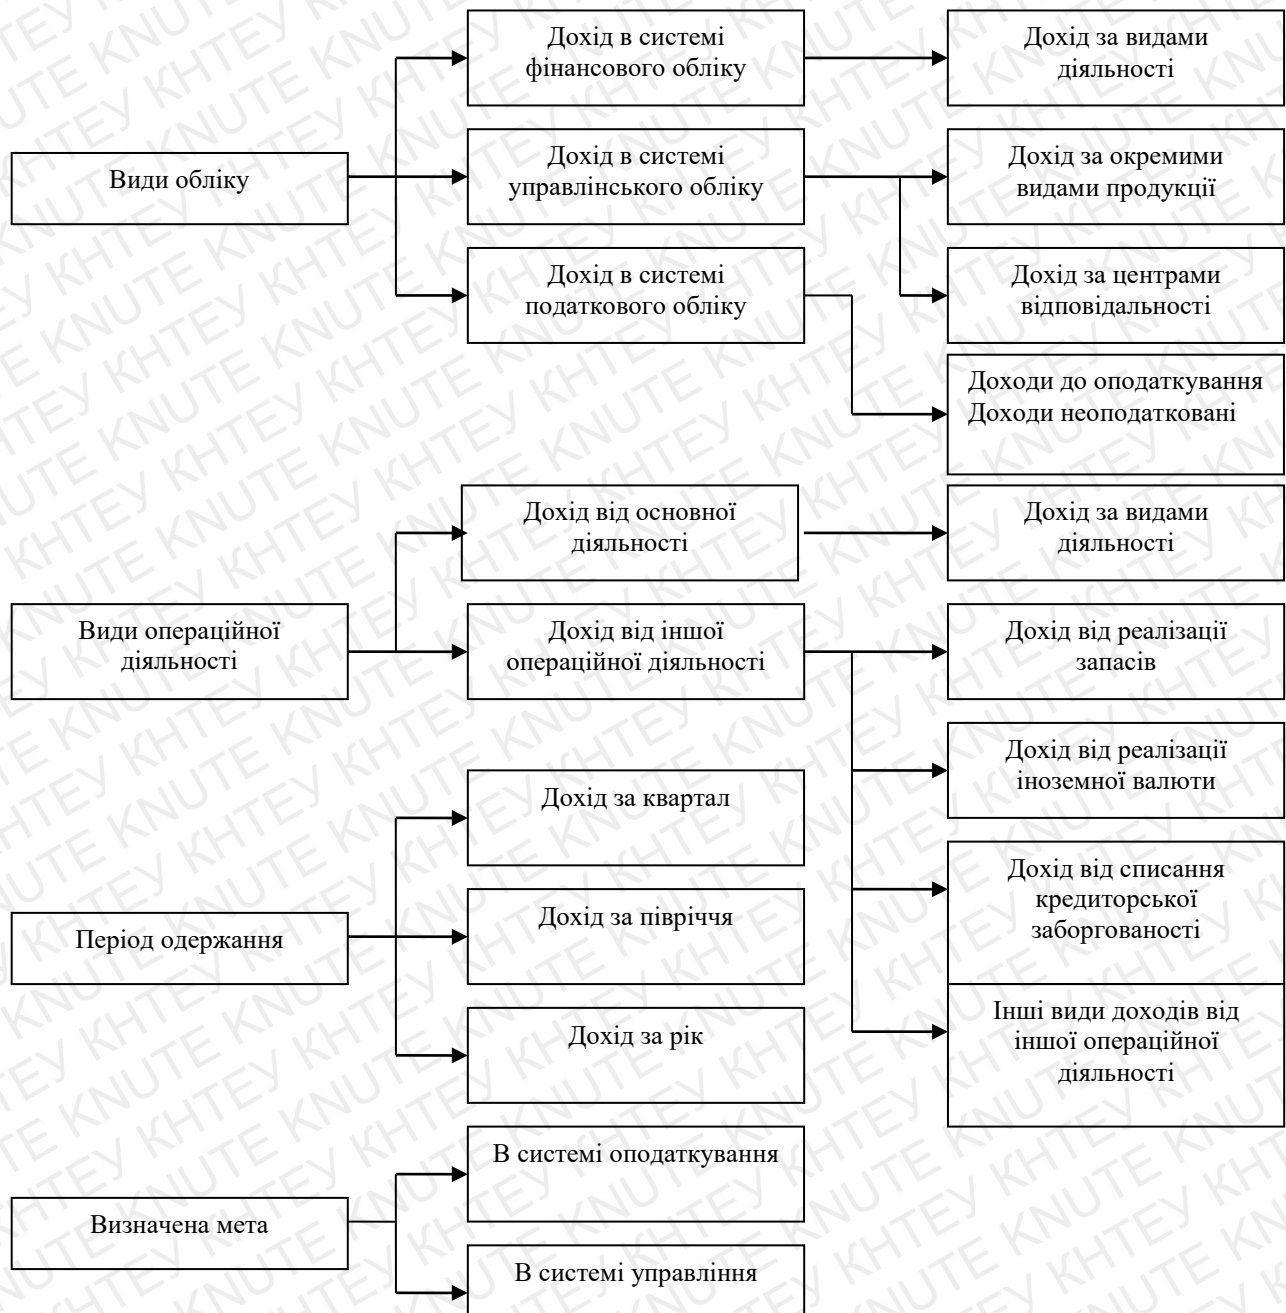 Види обліку
Дохід в системі
фінансового обліку
Дохід за видами
діяльності
Дохід в системі
управлінського обліку
Дохід за окремими
видами продукції
Дохід за центрами
відповідальності
Дохід в системі
податкового обліку
Доходи до оподаткування
Доходи неоподатковані
Види операційної
діяльності
Дохід від основної
діяльності
Дохід за видами
діяльності
Дохід від іншої
операційної діяльності
Дохід від реалізації
запасів
Дохід від реалізації
іноземної валюти
Дохід від списання
кредиторської
заборгованості
Інші види доходів від
іншої операційної
діяльності
Період одержання
Дохід за квартал
Дохід за півріччя
Дохід за рік
Визначена мета
В системі оподаткування
В системі управління